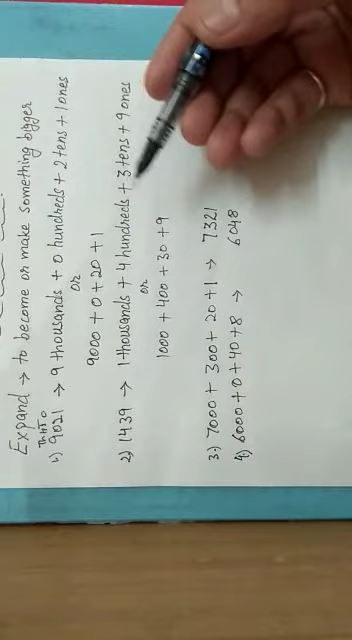 Expand → to become or make something bigger
Th H T O
1.) 9021 → 9 thousands + 0 hundreds + 2 tens + 1 ones
or
9000 + 0 + 20 + 1
2) 1439 → 1 thousands + 4 hundreds + 3 tens + 9 ones
or
1000 + 400 + 30 + 9
3.) 7000 + 300 + 20 + 1 → 7321
4.) 6000 + 0 + 40 + 8 → 6048